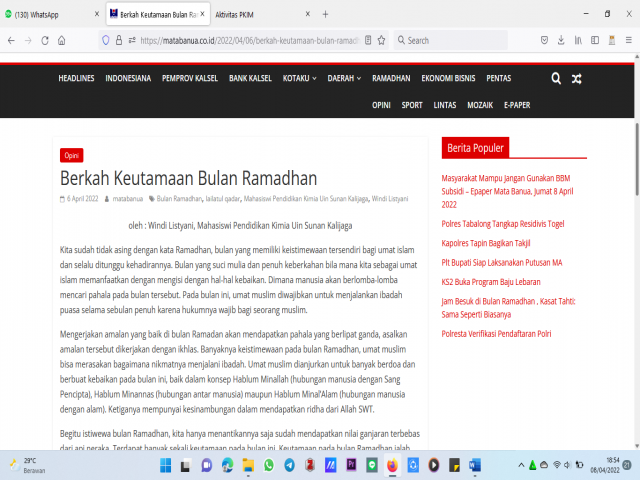 (130) WhatsApp
Berkah Keutamaan Bulan Ra
Aktivitas PKIM
https://matabanua.co.id/2022/04/06/berkah-keutamaan-bulan-ramad
Search
HEADLINES INDONESIANA PEMPROV KALSEL BANK KALSEL KOTAKU DAERAH RAMADHAN EKONOMI BISNIS PENTAS
OPINI SPORT LINTAS MOZAIK E-PAPER
Opini
Berkah Keutamaan Bulan Ramadhan
6 April 2022 matabanua Bulan Ramadhan, lailatul qadar, Mahasiswi Pendidikan Kimia Uin Sunan Kalijaga, Windi Listyani
oleh : Windi Listyani, Mahasiswi Pendidikan Kimia Uin Sunan Kalijaga
Kita sudah tidak asing dengan kata Ramadhan, bulan yang memiliki keistimewaan tersendiri bagi umat islam
dan selalu ditunggu kehadirannya. Bulan yang suci mulia dan penuh keberkahan bila mana kita sebagai umat
islam memanfaatkan dengan mengisi dengan hal-hal kebaikan. Dimana manusia akan berlomba-lomba
mencari pahala pada bulan tersebut. Pada bulan ini, umat muslim diwajibkan untuk menjalankan ibadah
puasa selama sebulan penuh karena hukumnya wajib bagi seorang muslim.
Mengerjakan amalan yang baik di bulan Ramadan akan mendapatkan pahala yang berlipat ganda, asalkan
amalan tersebut dikerjakan dengan ikhlas. Banyaknya keistimewaan pada bulan Ramadhan, umat muslim
bisa merasakan bagaimana nikmatnya menjalani ibadah. Umat muslim dianjurkan untuk banyak berdoa dan
berbuat kebaikan pada bulan ini, baik dalam konsep Hablum Minallah (hubungan manusia dengan Sang
Pencipta), Hablum Minannas (hubungan antar manusia) maupun Hablum Minal'Alam (hubungan manusia
dengan alam). Ketiganya mempunyai kesinambungan dalam mendapatkan ridha dari Allah SWT.
Begitu istiwewa bulan Ramadhan, kita hanya menantikannya saja sudah mendapatkan nilai ganjaran terbebas
dari api neraka. Terdapat banyak sekali keutamaan pada bulan ini. Keutamaan pada bulan Ramadhan ialah
Berita Populer
Masyarakat Mampu Jangan Gunakan BBM
Subsidi – Epaper Mata Banua, Jumat 8 April
2022
Polres Tabalong Tangkap Residivis Togel
Kapolres Tapin Bagikan Takjil
Plt Bupati Siap Laksanakan Putusan MA
KS2 Buka Program Baju Lebaran
Jam Besuk di Bulan Ramadhan , Kasat Tahti:
Sama Seperti Biasanya
Polresta Verifikasi Pendaftaran Polri
29°C
Berawan
18:54
08/04/2022